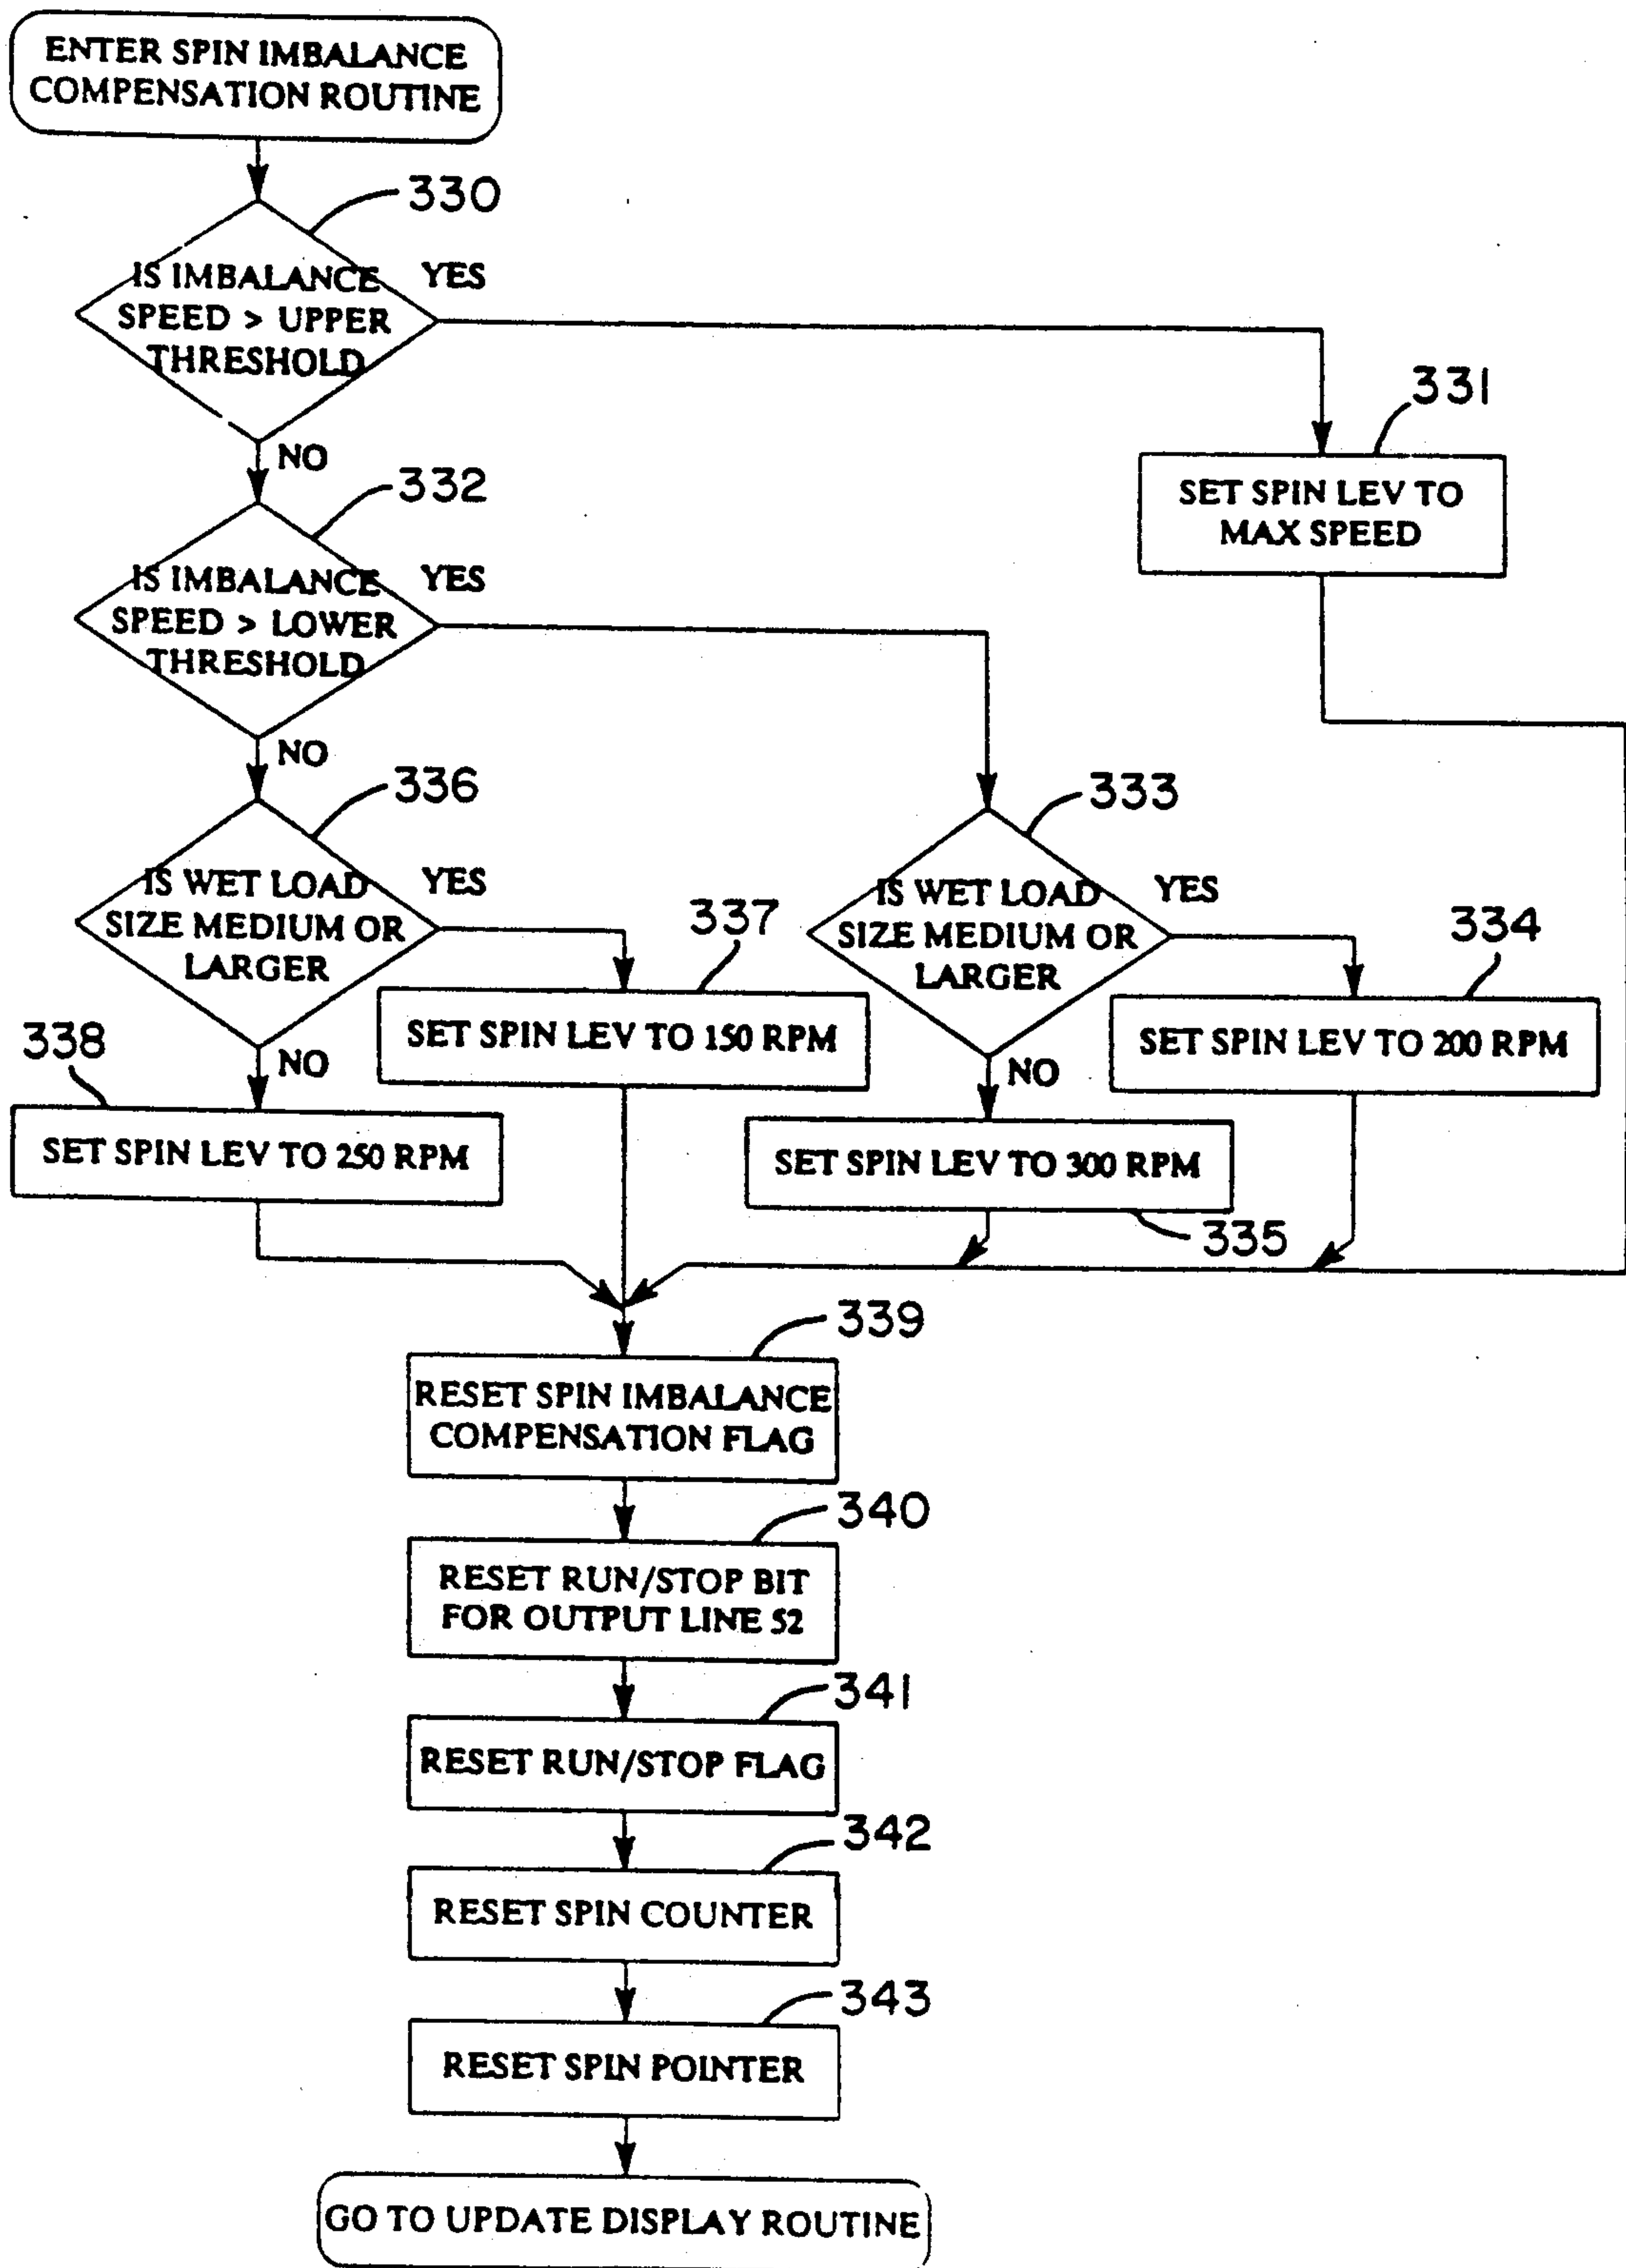 ENTER SPIN IMBALANCE
COMPENSATION ROUTINE
330
IS IMBALANCE
SPEED > UPPER
THRESHOLD
YES
NO
331
SET SPIN LEV TO
MAX SPEED
332
IS IMBALANCE
SPEED > LOWER
THRESHOLD
YES
NO
336
IS WET LOAD
SIZE MEDIUM OR
LARGER
YES
NO
333
IS WET LOAD
SIZE MEDIUM OR
LARGER
YES
NO
337
SET SPIN LEV TO 150 RPM
334
SET SPIN LEV TO 200 RPM
338
SET SPIN LEV TO 250 RPM
SET SPIN LEV TO 300 RPM
335
339
RESET SPIN IMBALANCE
COMPENSATION FLAG
340
RESET RUN/STOP BIT
FOR OUTPUT LINE 52
341
RESET RUN/STOP FLAG
342
RESET SPIN COUNTER
343
RESET SPIN POINTER
GO TO UPDATE DISPLAY ROUTINE